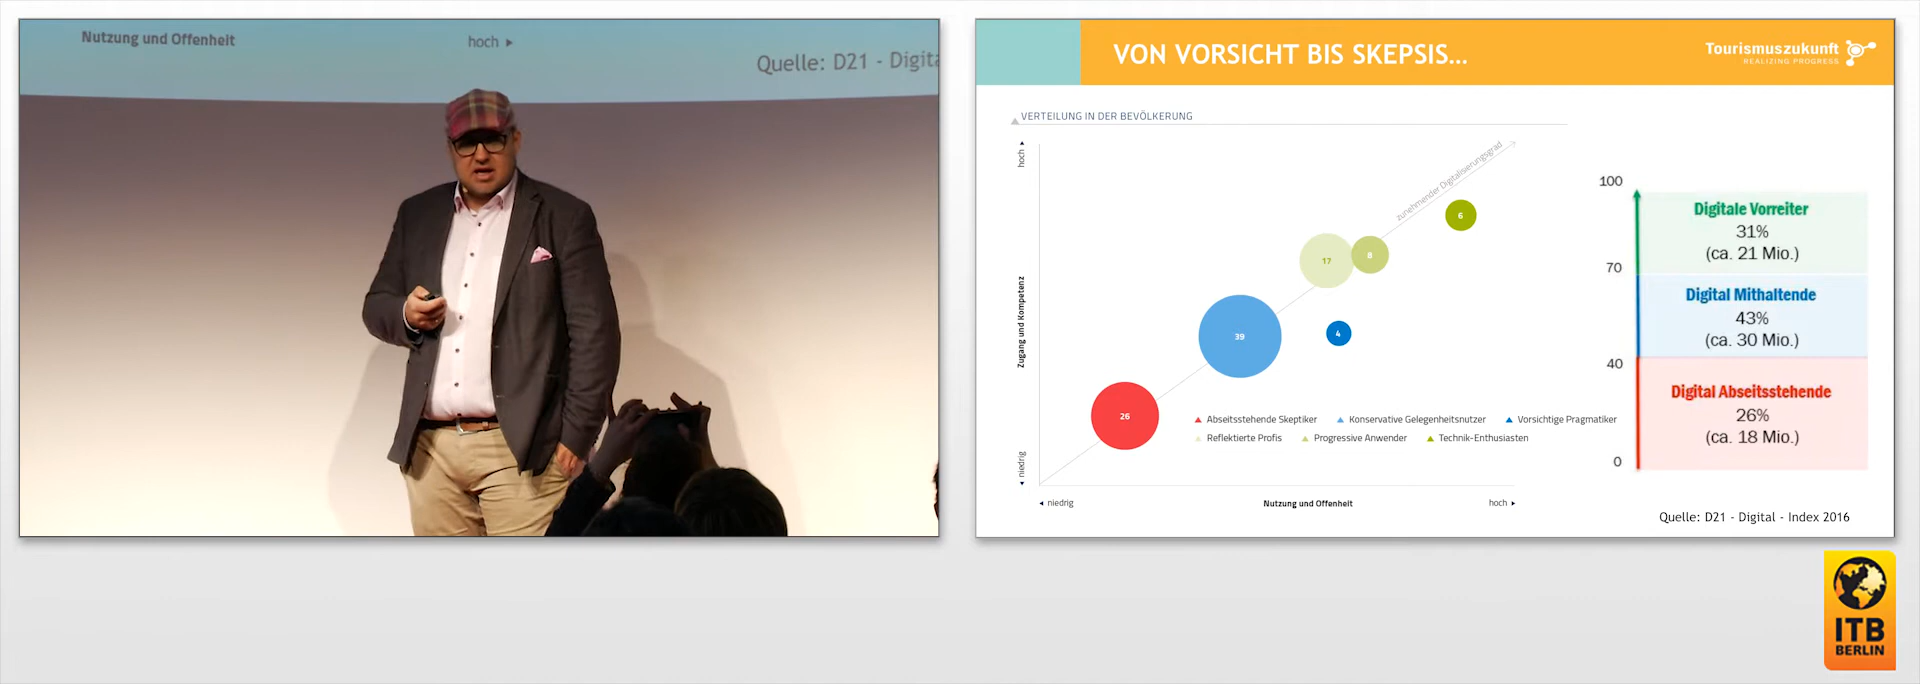 Nutzung und Offenheit
hoch ►
Quelle: D21 - Digita
VON VORSICHT BIS SKEPSIS...
Tourismuszukunft
REALIZING PROGRESS
VERTEILUNG IN DER BEVÖLKERUNG
hoch
Zugang und Kompetenz
niedrig
zunehmender Digitalisierungsgrad
6
17
8
39
4
26
Abseitsstehende Skeptiker
Konservative Gelegenheitsnutzer
Vorsichtige Pragmatiker
Reflektierte Profis
Progressive Anwender
Technik-Enthusiasten
◄ niedrig
Nutzung und Offenheit
hoch ►
100
70
40
0
Digitale Vorreiter
31%
(ca. 21 Mio.)
Digital Mithaltende
43%
(ca. 30 Mio.)
Digital Abseitsstehende
26%
(ca. 18 Mio.)
Quelle: D21 - Digital - Index 2016
ITB
BERLIN